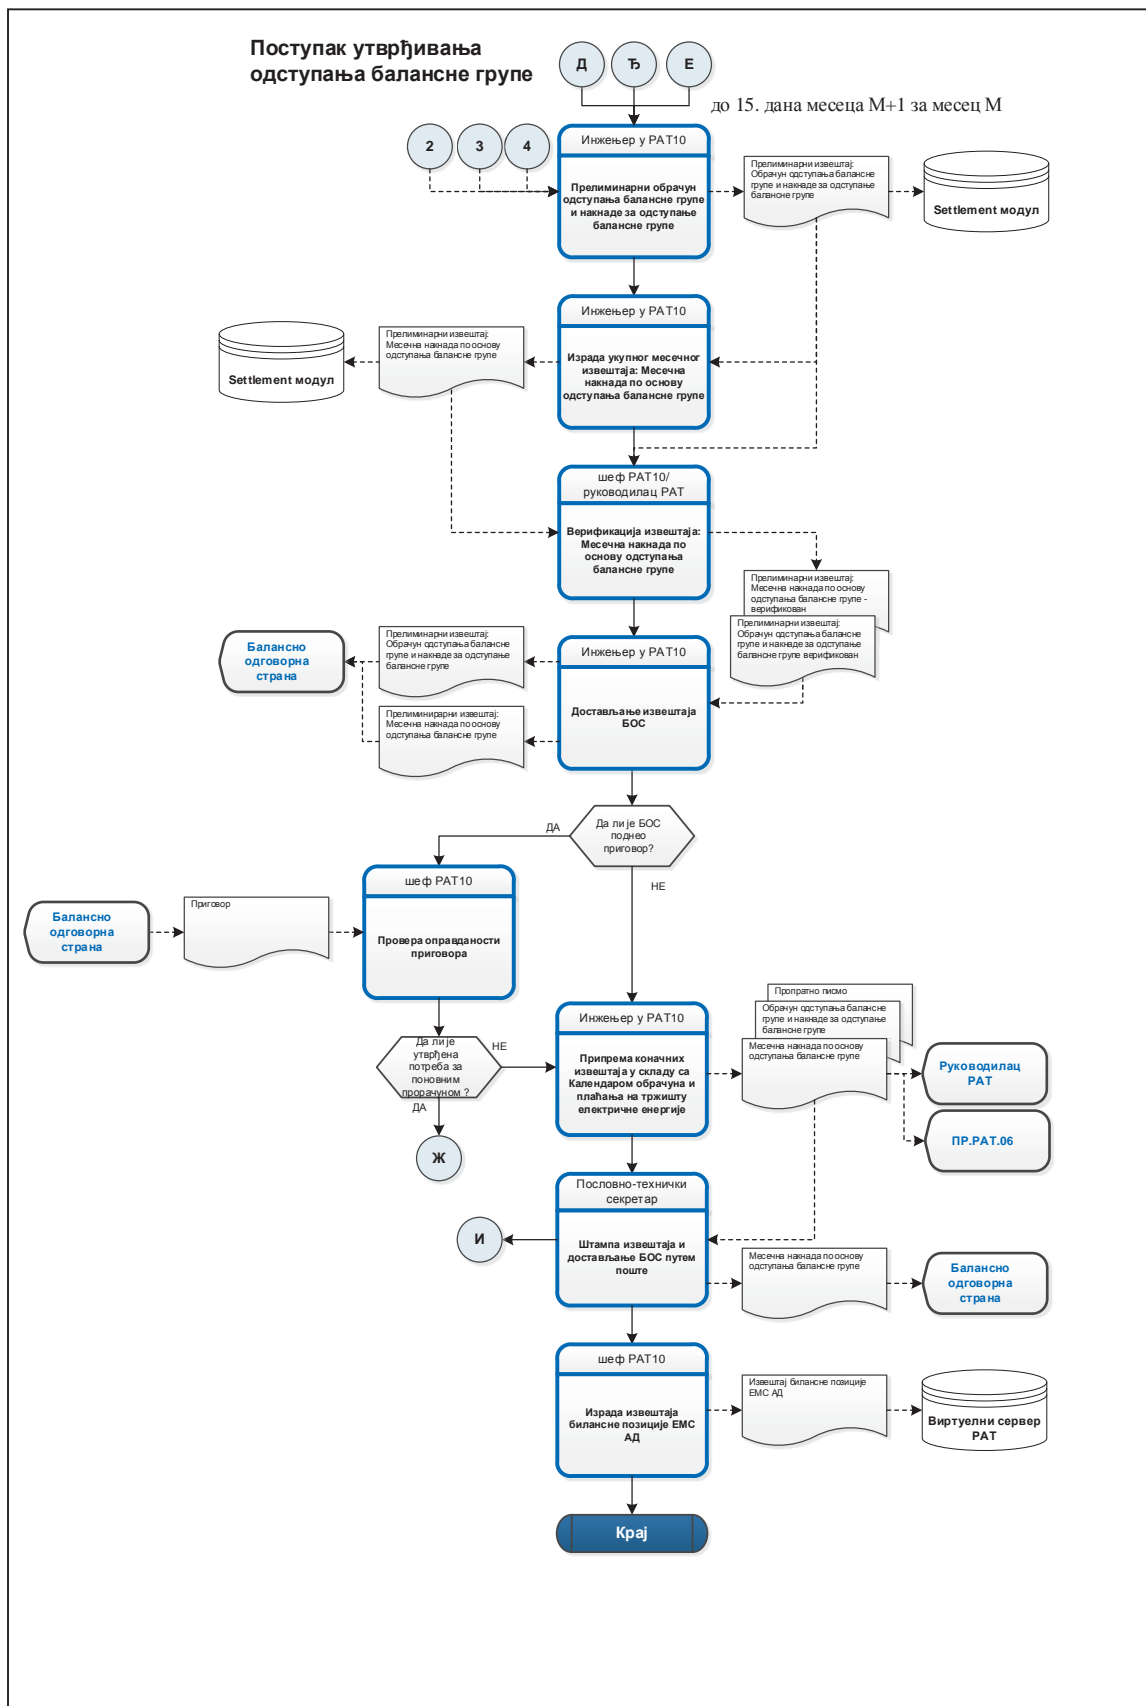 Поступак утврђивања
одступања балансне групе
Д
Ђ
Е
до 15. дана месеца М+1 за месец М
2
3
4
Инжењер у РАТ10
Прелиминарни обрачун
одступања балансне групе
и накнаде за одступање
балансне групе
Прелиминарни извештај:
Обрачун одступања балансне
групе и накнаде за одступање
балансне групе
Settlement модул
Инжењер у РАТ10
Израда укупног месечног
извештаја: Месечна
накнада по основу
одступања балансне групе
Прелиминарни извештај:
Месечна накнада по основу
одступања балансне групе
Settlement модул
шеф РАТ10/
руководилац РАТ
Верификација извештаја:
Месечна накнада по
основу одступања
балансне групе
Прелиминарни извештај:
Месечна накнада по основу
одступања балансне групе -
верификован
Прелиминарни извештај:
Обрачун одступања балансне
групе и накнаде за одступање
балансне групе верификован
Инжењер у РАТ10
Достављање извештаја
БОС
Прелиминарни извештај:
Обрачун одступања балансне
групе и накнаде за одступање
балансне групе
Балансно
одговорна
страна
Прелиминирарни извештај:
Месечна накнада по основу
одступања балансне групе
Да ли је БОС
поднео
приговор?
ДА
НЕ
шеф РАТ10
Провера оправданости
приговора
Приговор
Балансно
одговорна
страна
Да ли је
утврђена
потреба за
поновним
прорачуном ?
НЕ
ДА
Ж
Инжењер у РАТ10
Припрема коначних
извештаја у складу са
Календаром обрачуна и
плаћања на тржишту
електричне енергије
Пропратно писмо
Обрачун одступања балансне
групе и накнаде за одступање
балансне групе
Месечна накнада по основу
одступања балансне групе
Руководилац
РАТ
ПР.РАТ.06
Пословно-технички
секретар
Штампа извештаја и
достављање БОС путем
поште
И
Месечна накнада по основу
одступања балансне групе
Балансно
одговорна
страна
шеф РАТ10
Израда извештаја
билансне позиције ЕМС
АД
Извештај билансне позиције
ЕМС АД
Виртуелни сервер
РАТ
Крај